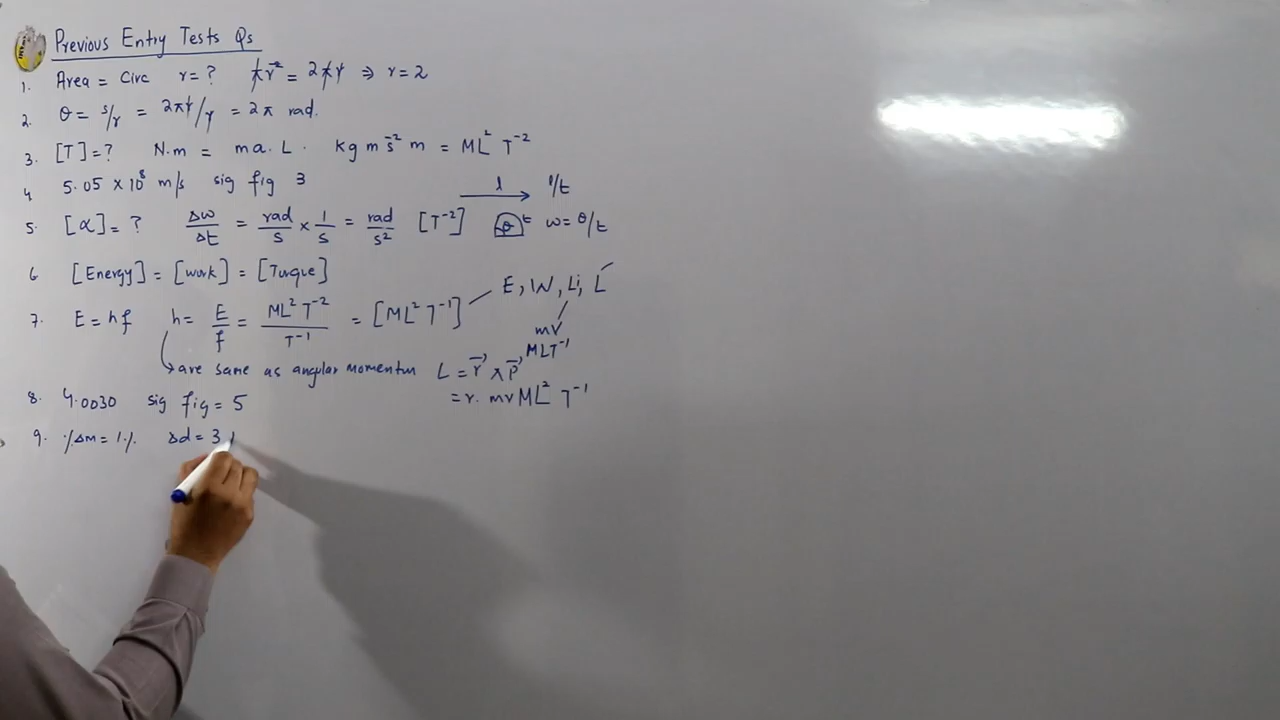 Previous Entry Tests Qs
1. Area = Circ r = ? πr² = 2πr ⇒ r = 2
2. θ = s/r = 2πr/r = 2π rad.
3. [T] = ? N.m = ma. L. kg m s⁻² m = ML² T⁻²
4 5.05 × 10⁸ m/s sig fig 3 l l/t
5. [α] = ? Δω/Δt = rad/s × 1/s = rad/s² [T⁻²] θ t ω = θ/t
6 [Energy] = [work] = [Turque]
7. E = hf h = E/f = ML² T⁻²/T⁻¹ = [ML² T⁻¹] E, W, Li, L
mv
MLT⁻¹
are same as angular momentum L = r⃗ × p⃗
= r. mv ML² T⁻¹
8. 4.0030 sig fig = 5
9. %Δm = 1% Δd = 3